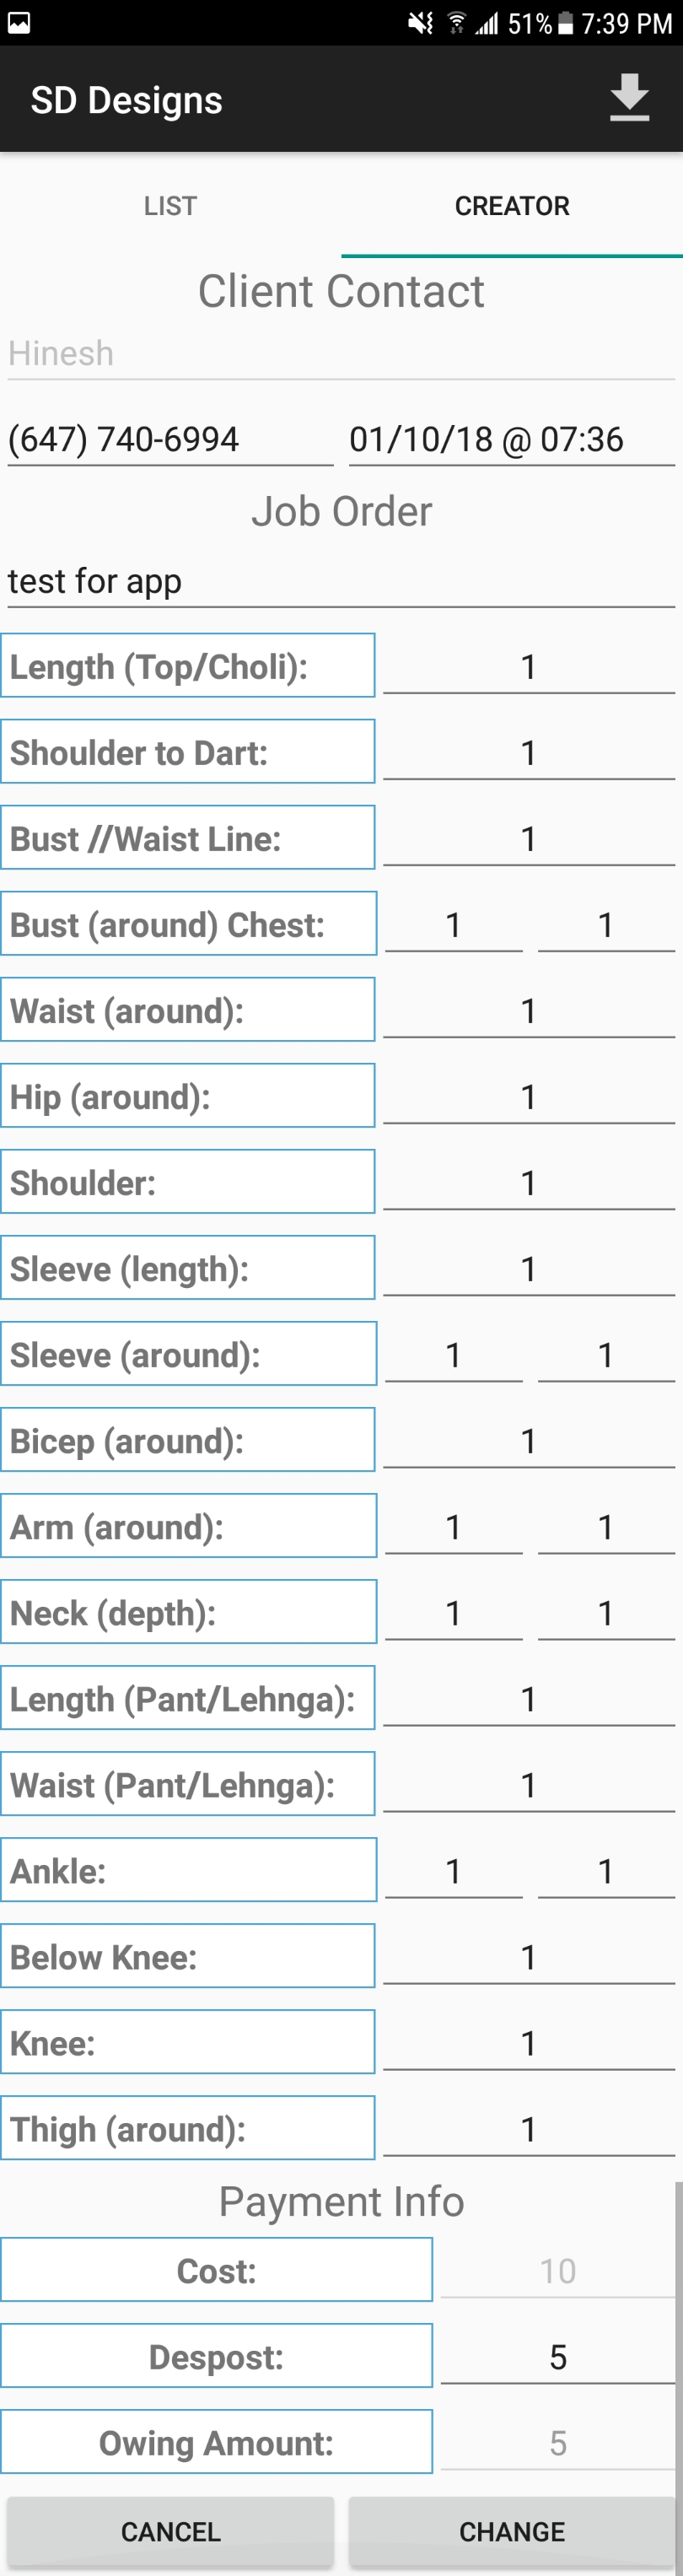 51% 7:39 PM
SD Designs
LIST CREATOR
Client Contact
Hinesh
(647) 740-6994 01/10/18 @ 07:36
Job Order
test for app
Length (Top/Choli): 1
Shoulder to Dart: 1
Bust //Waist Line: 1
Bust (around) Chest: 1 1
Waist (around): 1
Hip (around): 1
Shoulder: 1
Sleeve (length): 1
Sleeve (around): 1 1
Bicep (around): 1
Arm (around): 1 1
Neck (depth): 1 1
Length (Pant/Lehnga): 1
Waist (Pant/Lehnga): 1
Ankle: 1 1
Below Knee: 1
Knee: 1
Thigh (around): 1
Payment Info
Cost: 10
Despost: 5
Owing Amount: 5
CANCEL CHANGE